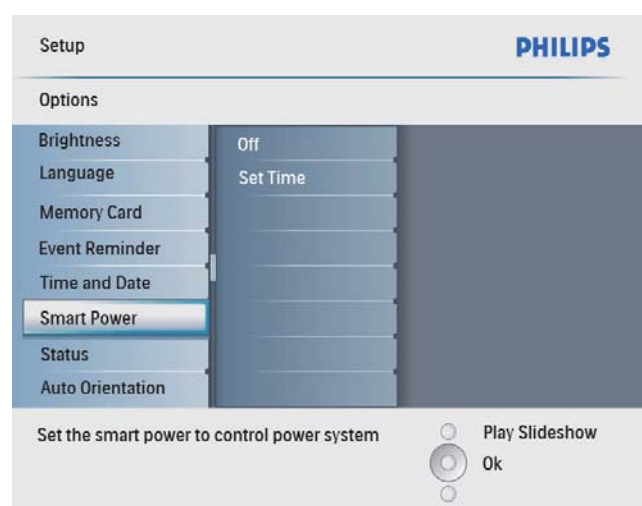 Setup
PHILIPS
Options
Brightness
Language
Memory Card
Event Reminder
Time and Date
Smart Power
Status
Auto Orientation
Off
Set Time
Set the smart power to control power system
Play Slideshow
Ok